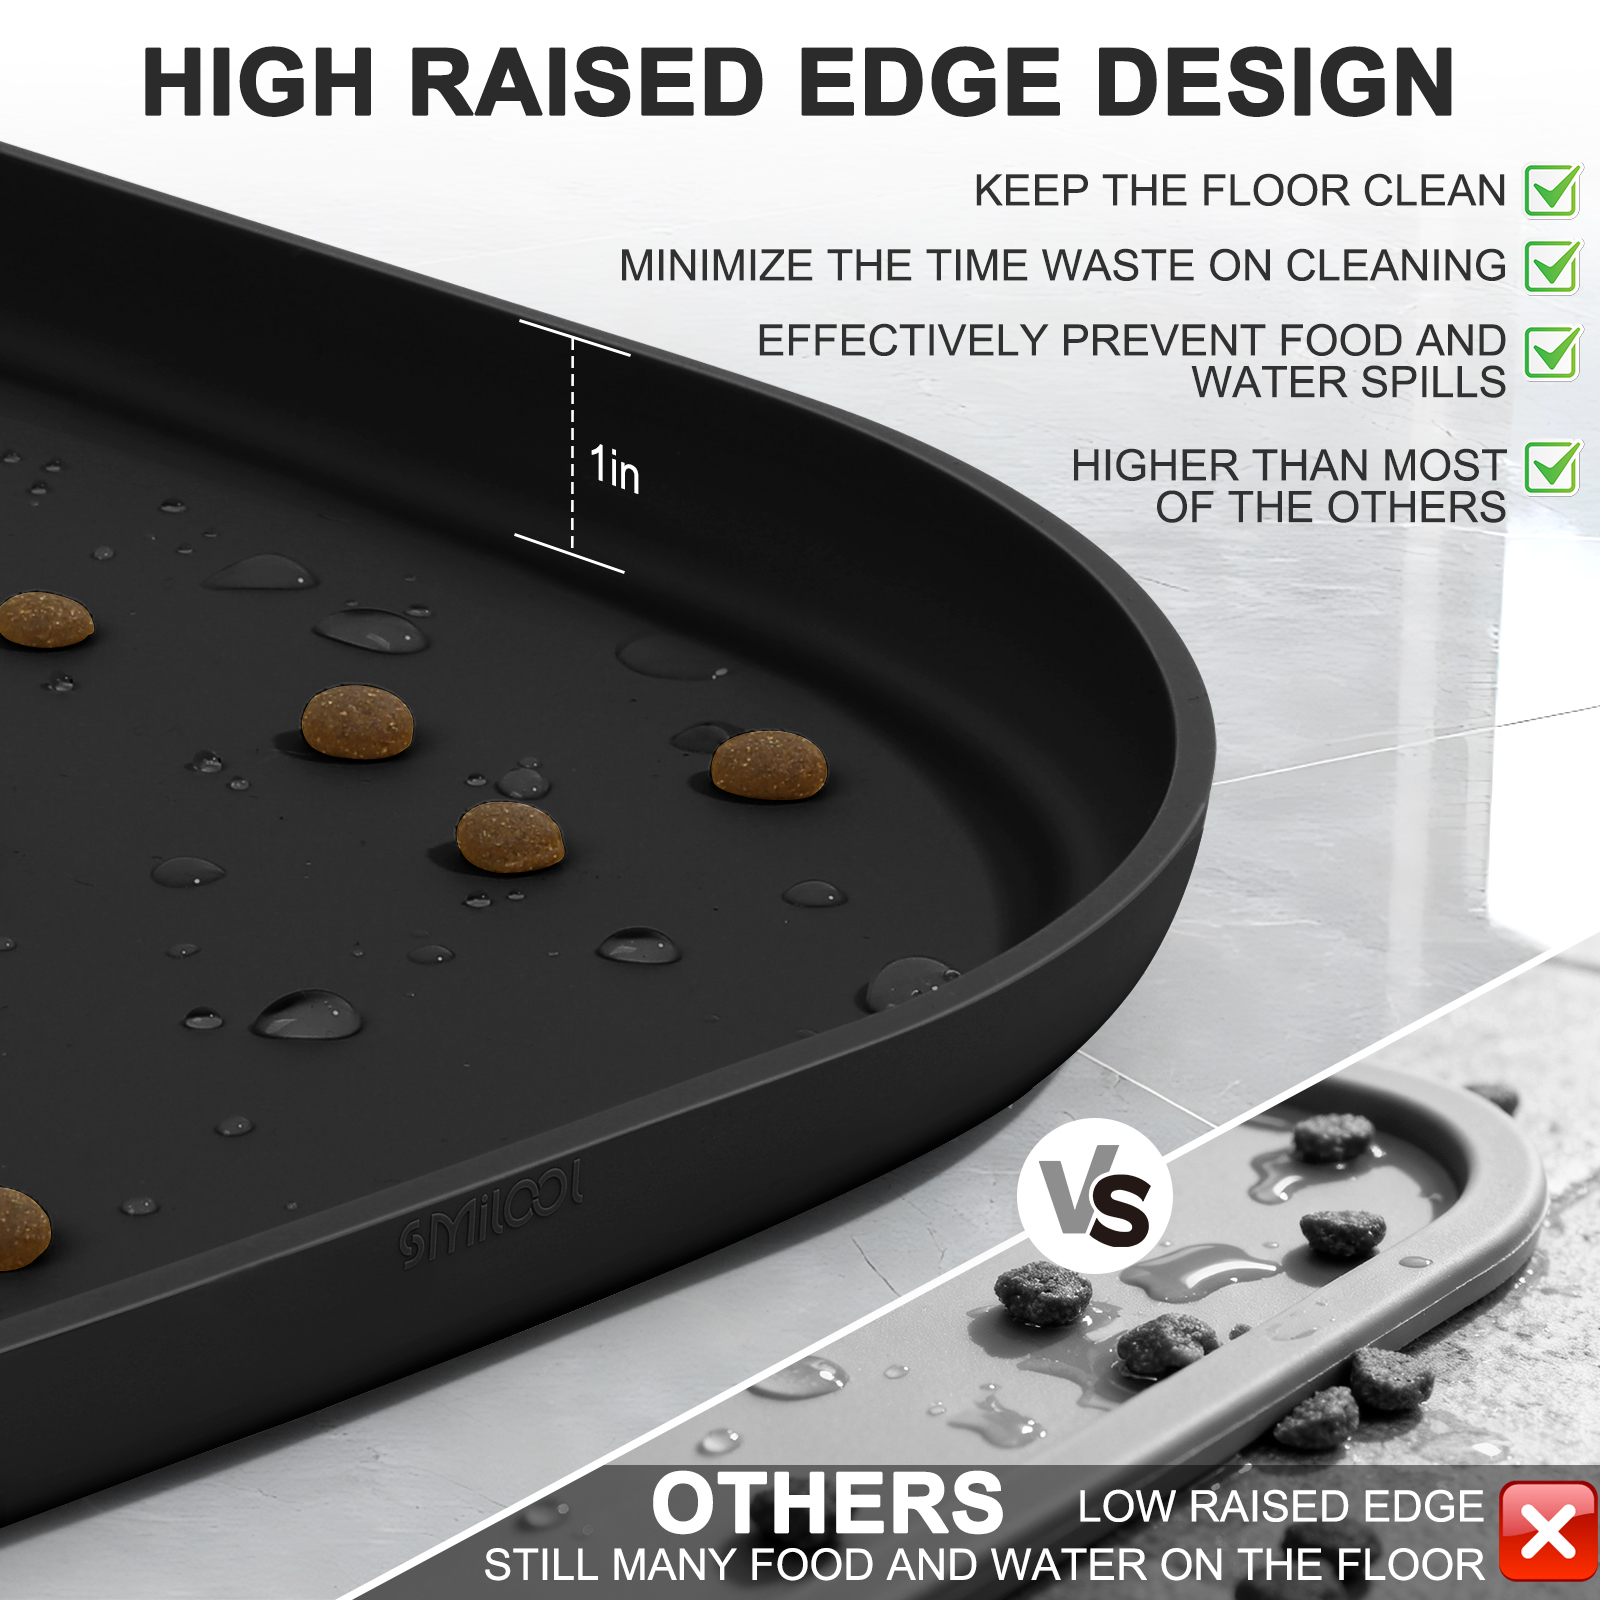 HIGH RAISED EDGE DESIGN
KEEP THE FLOOR CLEAN
MINIMIZE THE TIME WASTE ON CLEANING
EFFECTIVELY PREVENT FOOD AND
WATER SPILLS
HIGHER THAN MOST
OF THE OTHERS
1in
SMilool
VS
OTHERS
LOW RAISED EDGE
STILL MANY FOOD AND WATER ON THE FLOOR